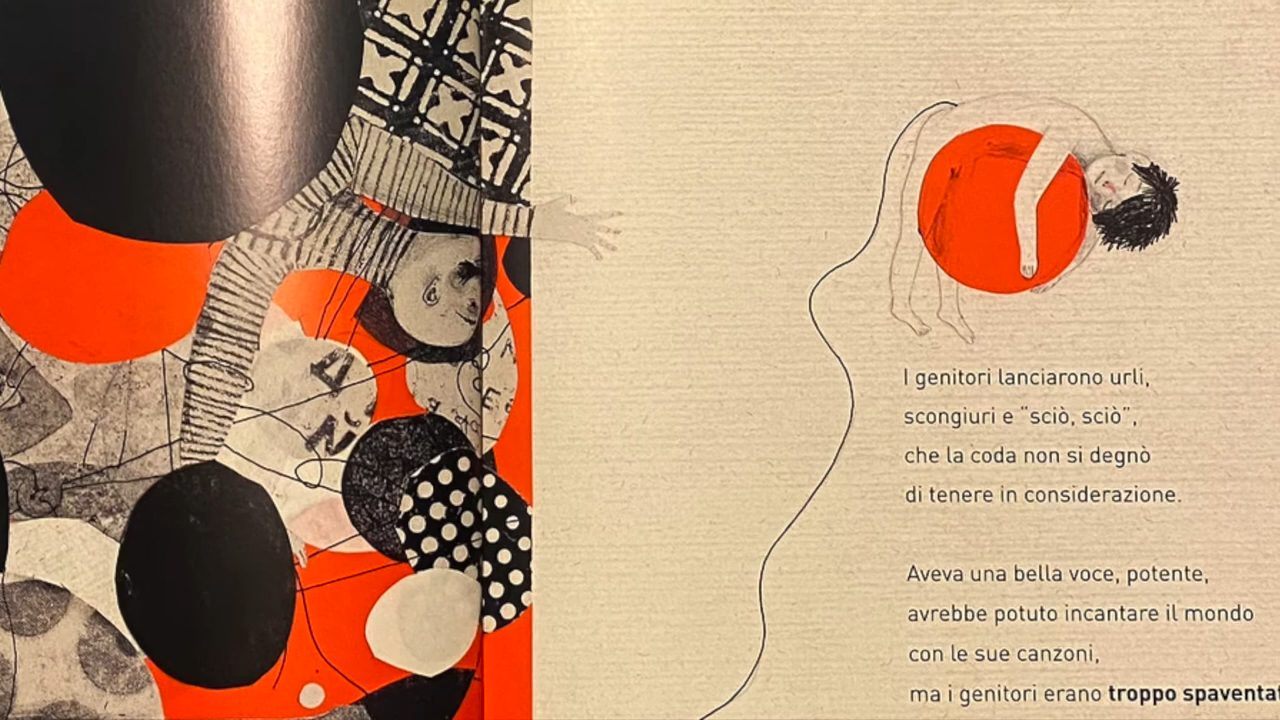 I genitori lanciarono urli,
scongiuri e “sciò, sciò”,
che la coda non si degnò
di tenere in considerazione.
Aveva una bella voce, potente,
avrebbe potuto incantare il mondo
con le sue canzoni,
ma i genitori erano troppo